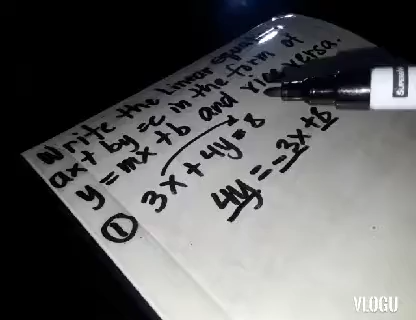 Write the linear equa
ax + by = c in the form of
y = mx + b and vice versa.
① 3x + 4y = 8
4y = -3x + 8
VLOGU